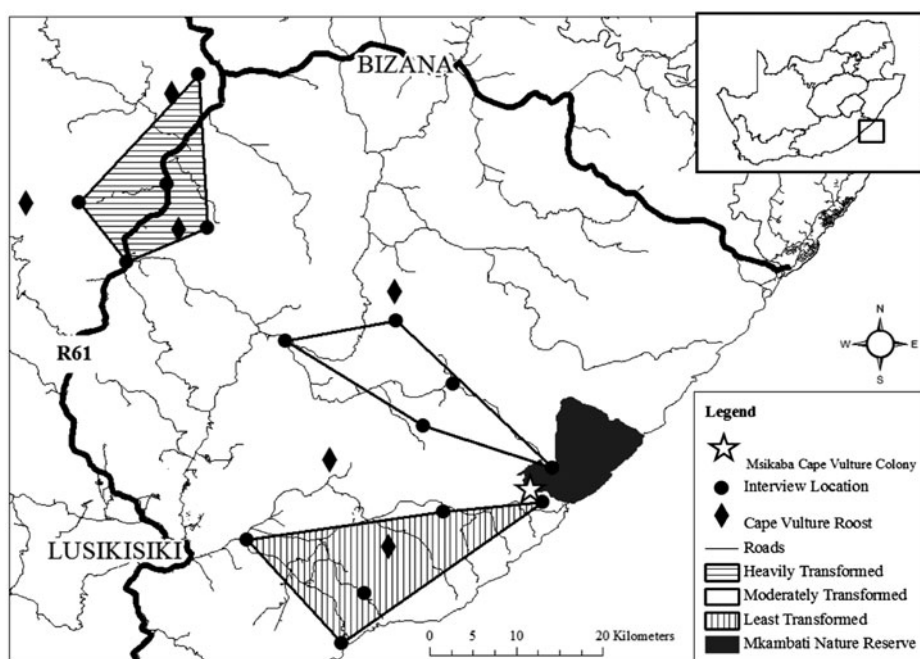 BIZANA
N
W E
S
R61
LUSIKISIKI
Legend
Msikaba Cape Vulture Colony
Interview Location
Cape Vulture Roost
Roads
Heavily Transformed
Moderately Transformed
Least Transformed
Mkambati Nature Reserve
0 5 10 20 Kilometers